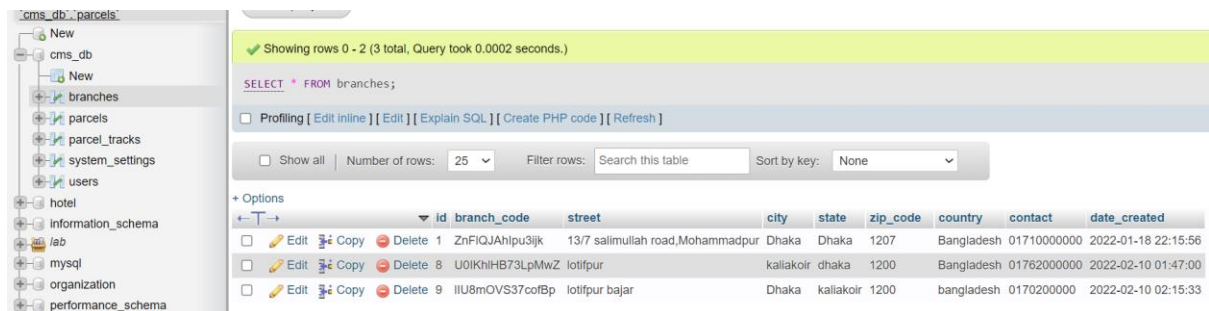 `cms_db`.`parcels`
New
cms_db
New
branches
parcels
parcel_tracks
system_settings
users
hotel
information_schema
lab
mysql
organization
performance_schema
Showing rows 0 - 2 (3 total, Query took 0.0002 seconds.)
SELECT * FROM branches;
Profiling [ Edit inline ] [ Edit ] [ Explain SQL ] [ Create PHP code ] [ Refresh ]
Show all | Number of rows: 25 Filter rows: Search this table Sort by key: None
+ Options
id branch_code street city state zip_code country contact date_created
Edit Copy Delete 1 13/7 salimullah road,Mohammadpur Dhaka Dhaka 1207 Bangladesh 01710000000 2022-01-18 22:15:56
Edit Copy Delete 8 lotifpur kaliakoir dhaka 1200 Bangladesh 01762000000 2022-02-10 01:47:00
Edit Copy Delete 9 lotifpur bajar Dhaka kaliakoir 1200 bangladesh 0170200000 2022-02-10 02:15:33